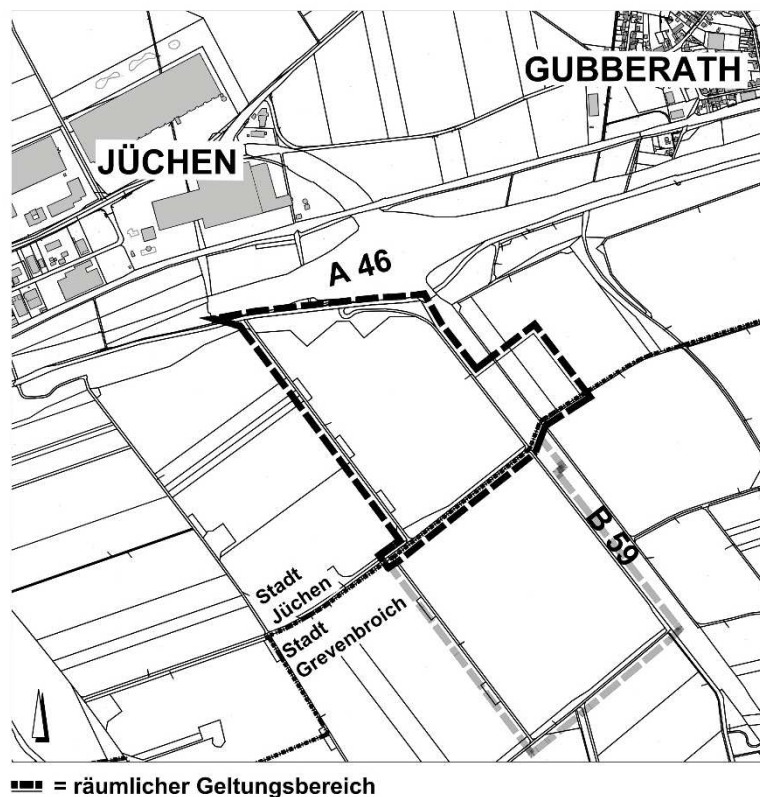 GUBBERATH
JÜCHEN
A 46
B 59
Stadt
Jüchen
Stadt
Grevenbroich
= räumlicher Geltungsbereich